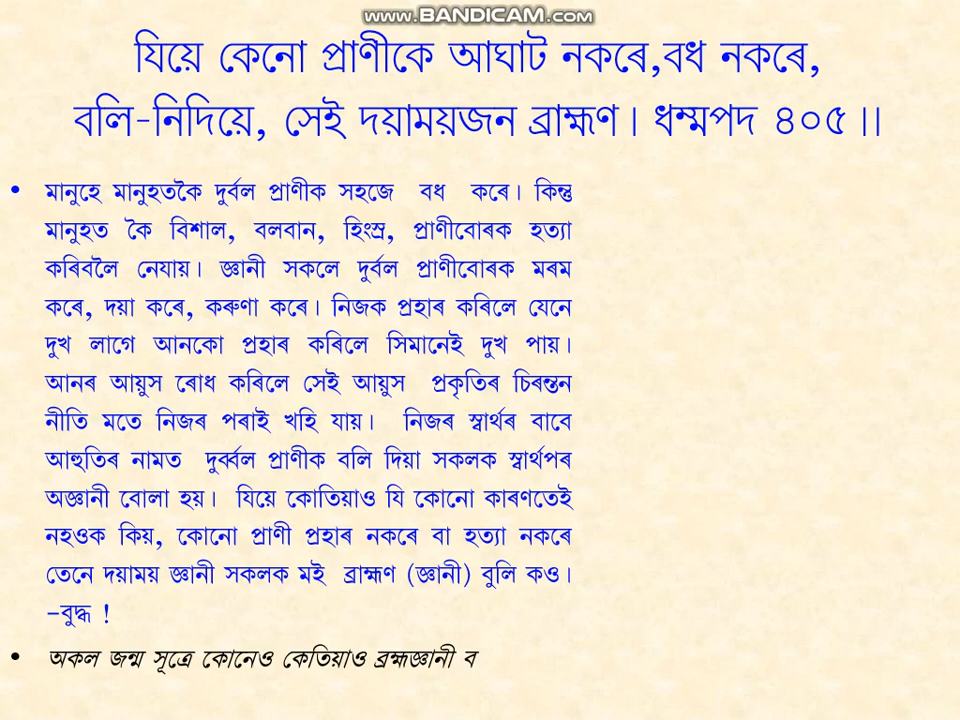 www.BANDICAM.com
যিয়ে কেনো প্ৰাণীকে আঘাট নকৰে,বধ নকৰে,
বলি-নিদিয়ে, সেই দয়াময়জন ব্ৰাহ্মণ। ধম্মপদ ৪০৫।।
• মানুহে মানুহতকৈ দুৰ্বল প্ৰাণীক সহজে বধ কৰে। কিন্তু
মানুহত কৈ বিশাল, বলবান, হিংস্ৰ, প্ৰাণীবোৰক হত্যা
কৰিবলৈ নেযায়। জ্ঞানী সকলে দুৰ্বল প্ৰাণীবোৰক মৰম
কৰে, দয়া কৰে, কৰুণা কৰে। নিজক প্ৰহাৰ কৰিলে যেনে
দুখ লাগে আনকো প্ৰহাৰ কৰিলে সিমানেই দুখ পায়।
আনৰ আয়ুস ৰোধ কৰিলে সেই আয়ুস প্ৰকৃতিৰ চিৰন্তন
নীতি মতে নিজৰ পৰাই খহি যায়। নিজৰ স্বাৰ্থৰ বাবে
আহুতিৰ নামত দুৰ্ব্বল প্ৰাণীক বলি দিয়া সকলক স্বাৰ্থপৰ
অজ্ঞানী বোলা হয়। যিয়ে কোতিয়াও যি কোনো কাৰণতেই
নহওক কিয়, কোনো প্ৰাণী প্ৰহাৰ নকৰে বা হত্যা নকৰে
তেনে দয়াময় জ্ঞানী সকলক মই ব্ৰাহ্মণ (জ্ঞানী) বুলি কও।
–বুদ্ধ !
• অকল জন্ম সূত্ৰে কোনেও কেতিয়াও ব্ৰহ্মজ্ঞানী ব